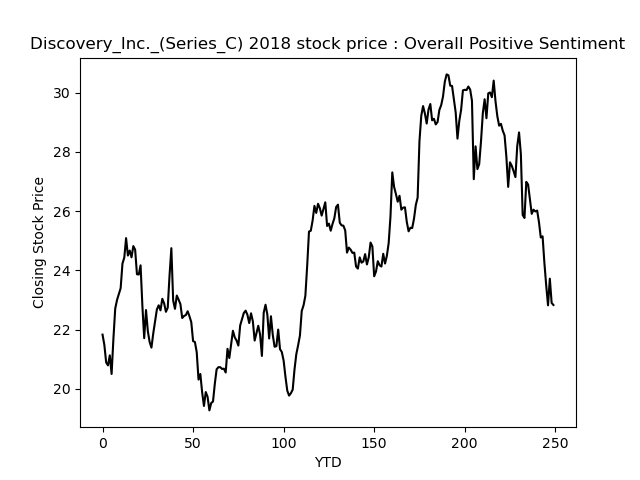 Discovery_Inc._(Series_C) 2018 stock price : Overall Positive Sentiment
30
28
26
24
22
20
Closing Stock Price
0 50 100 150 200 250
YTD